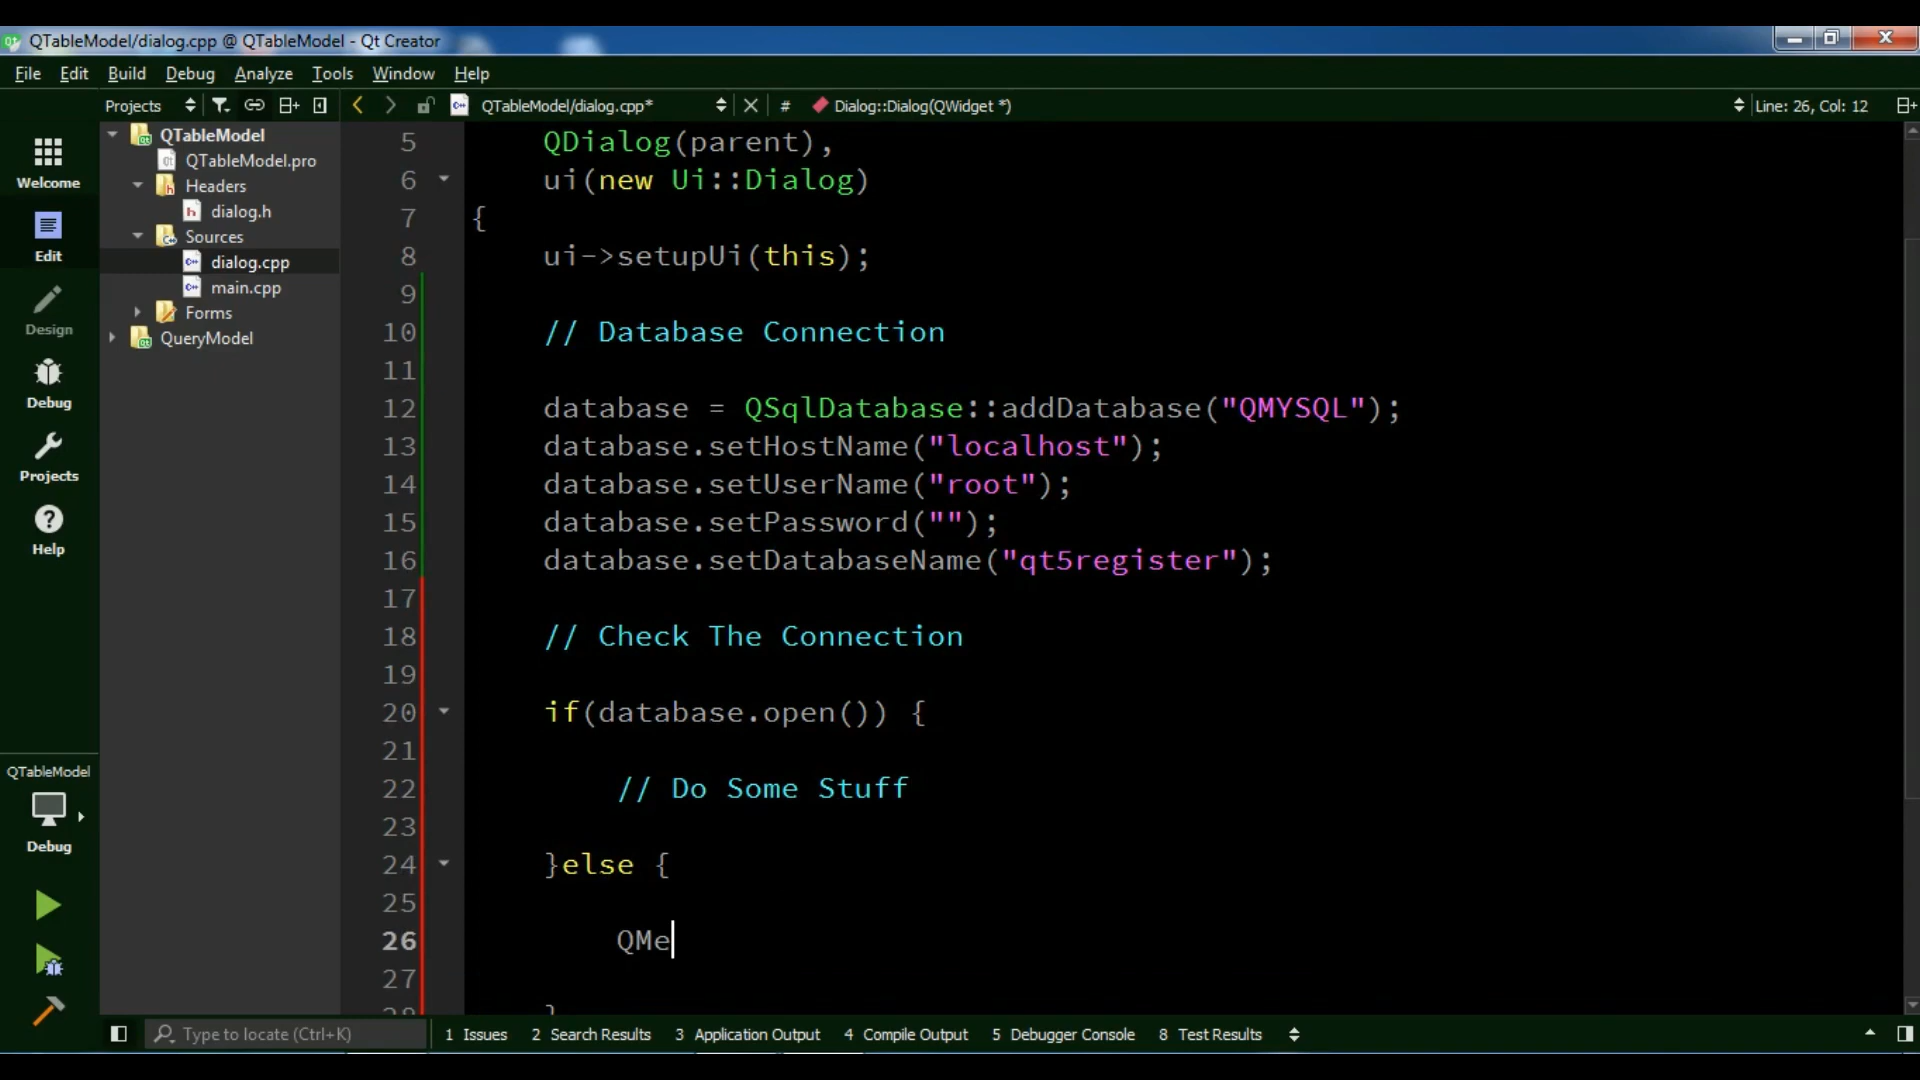 QTableModel/dialog.cpp @ QTableModel - Qt Creator
File Edit Build Debug Analyze Tools Window Help
Projects QTableModel/dialog.cpp* # Dialog::Dialog(QWidget *) Line: 26, Col: 12
Welcome
Edit
Design
Debug
Projects
Help
QTableModel
Debug
QTableModel
QTableModel.pro
Headers
dialog.h
Sources
dialog.cpp
main.cpp
Forms
QueryModel
5 QDialog(parent),
6 ui(new Ui::Dialog)
7 {
8 ui->setupUi(this);
9
10 // Database Connection
11
12 database = QSqlDatabase::addDatabase("QMYSQL");
13 database.setHostName("localhost");
14 database.setUserName("root");
15 database.setPassword("");
16 database.setDatabaseName("qt5register");
17
18 // Check The Connection
19
20 if(database.open()) {
21
22 // Do Some Stuff
23
24 }else {
25
26 QMe
27
28 }
Type to locate (Ctrl+K) 1 Issues 2 Search Results 3 Application Output 4 Compile Output 5 Debugger Console 8 Test Results